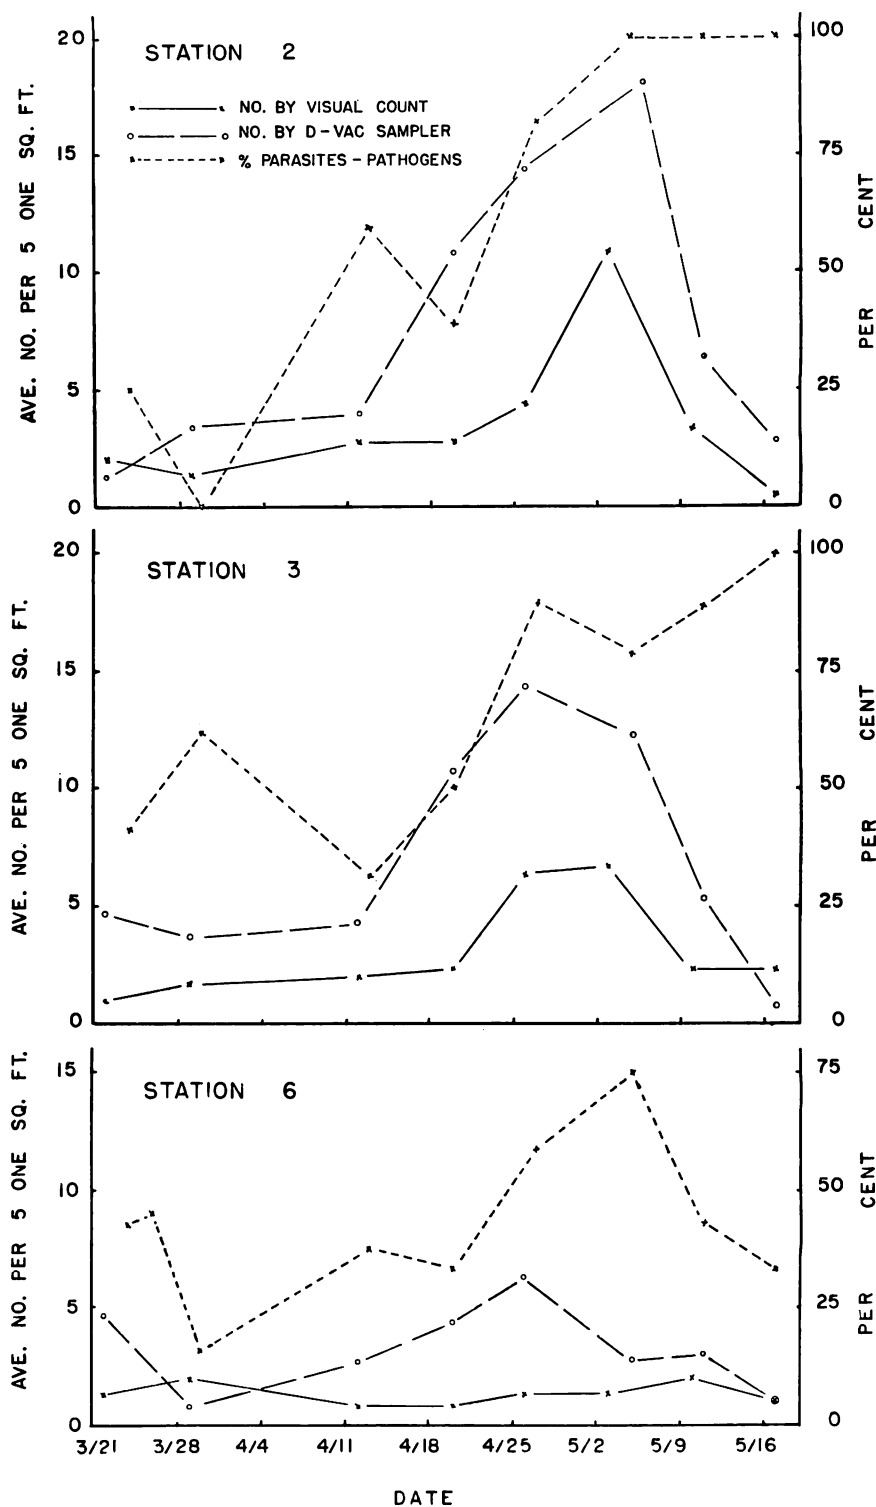 STATION 2
NO. BY VISUAL COUNT
NO. BY D-VAC SAMPLER
% PARASITES-PATHOGENS
AVE. NO. PER 5 ONE SQ. FT.
20
15
10
5
0
100
75
50
25
0
PER CENT
STATION 3
AVE. NO. PER 5 ONE SQ. FT.
20
15
10
5
0
100
75
50
25
0
PER CENT
STATION 6
AVE. NO. PER 5 ONE SQ. FT.
15
10
5
0
75
50
25
0
PER CENT
3/21 3/28 4/4 4/11 4/18 4/25 5/2 5/9 5/16
DATE